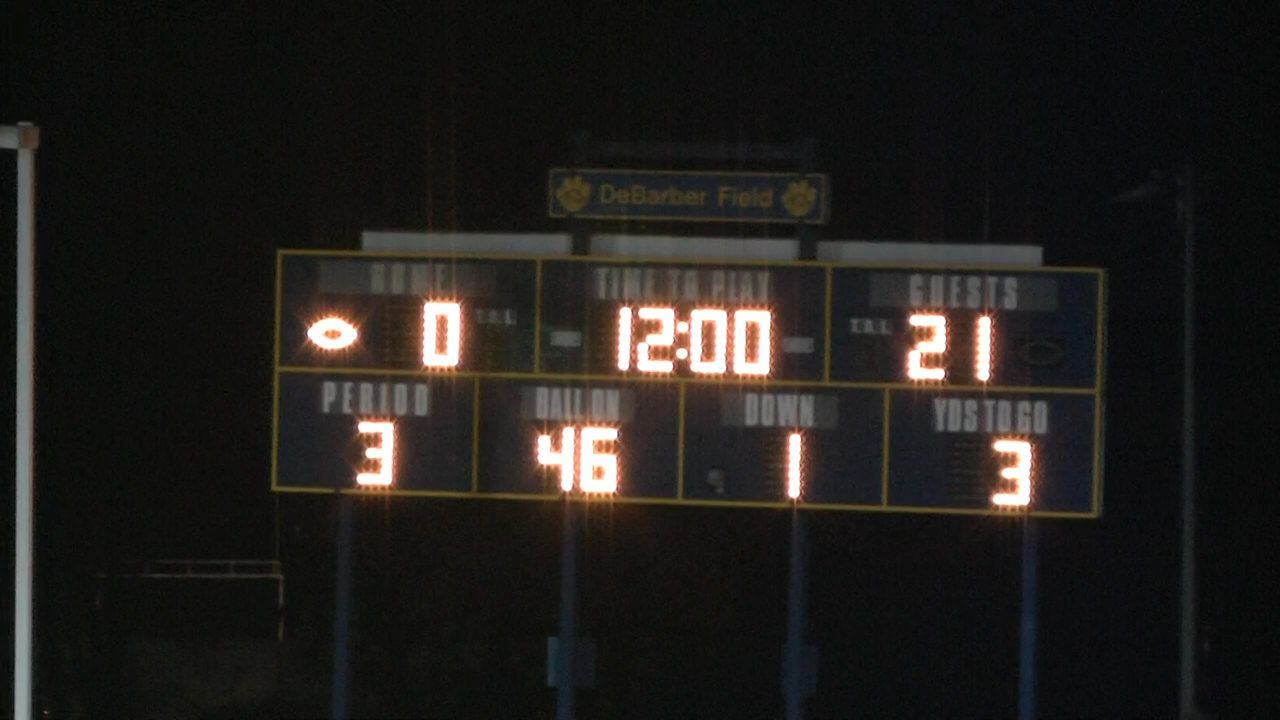 DeBarber Field
HOME TIME TO PLAY GUESTS
0 T.O.L. 12:00 T.O.L. 21
PERIOD BALL ON DOWN YDS TO GO
3 46 1 3